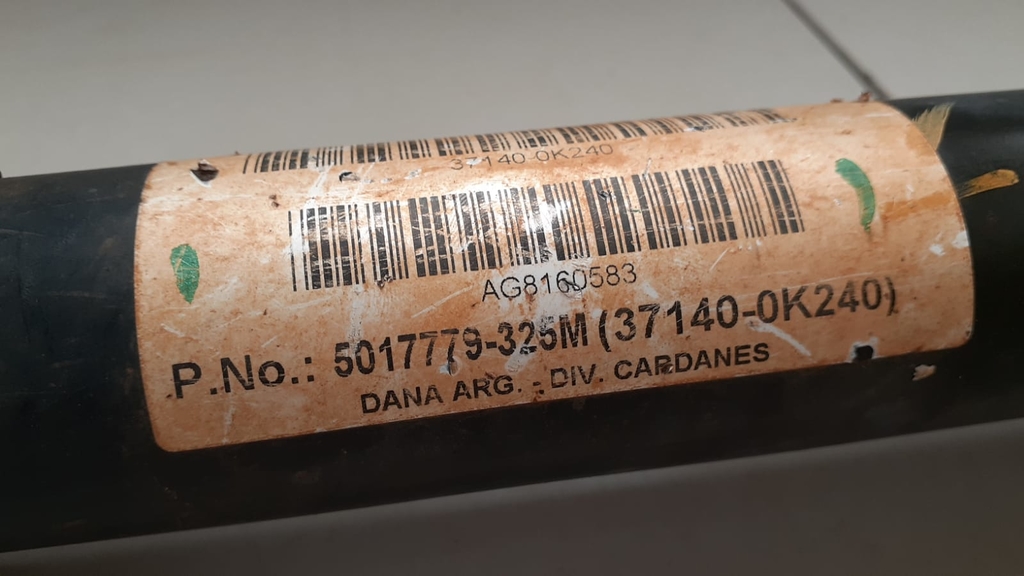 37140-0K240
AG8160583
P.No.: 5017779-325M (37140-0K240)
DANA ARG. - DIV. CARDANES